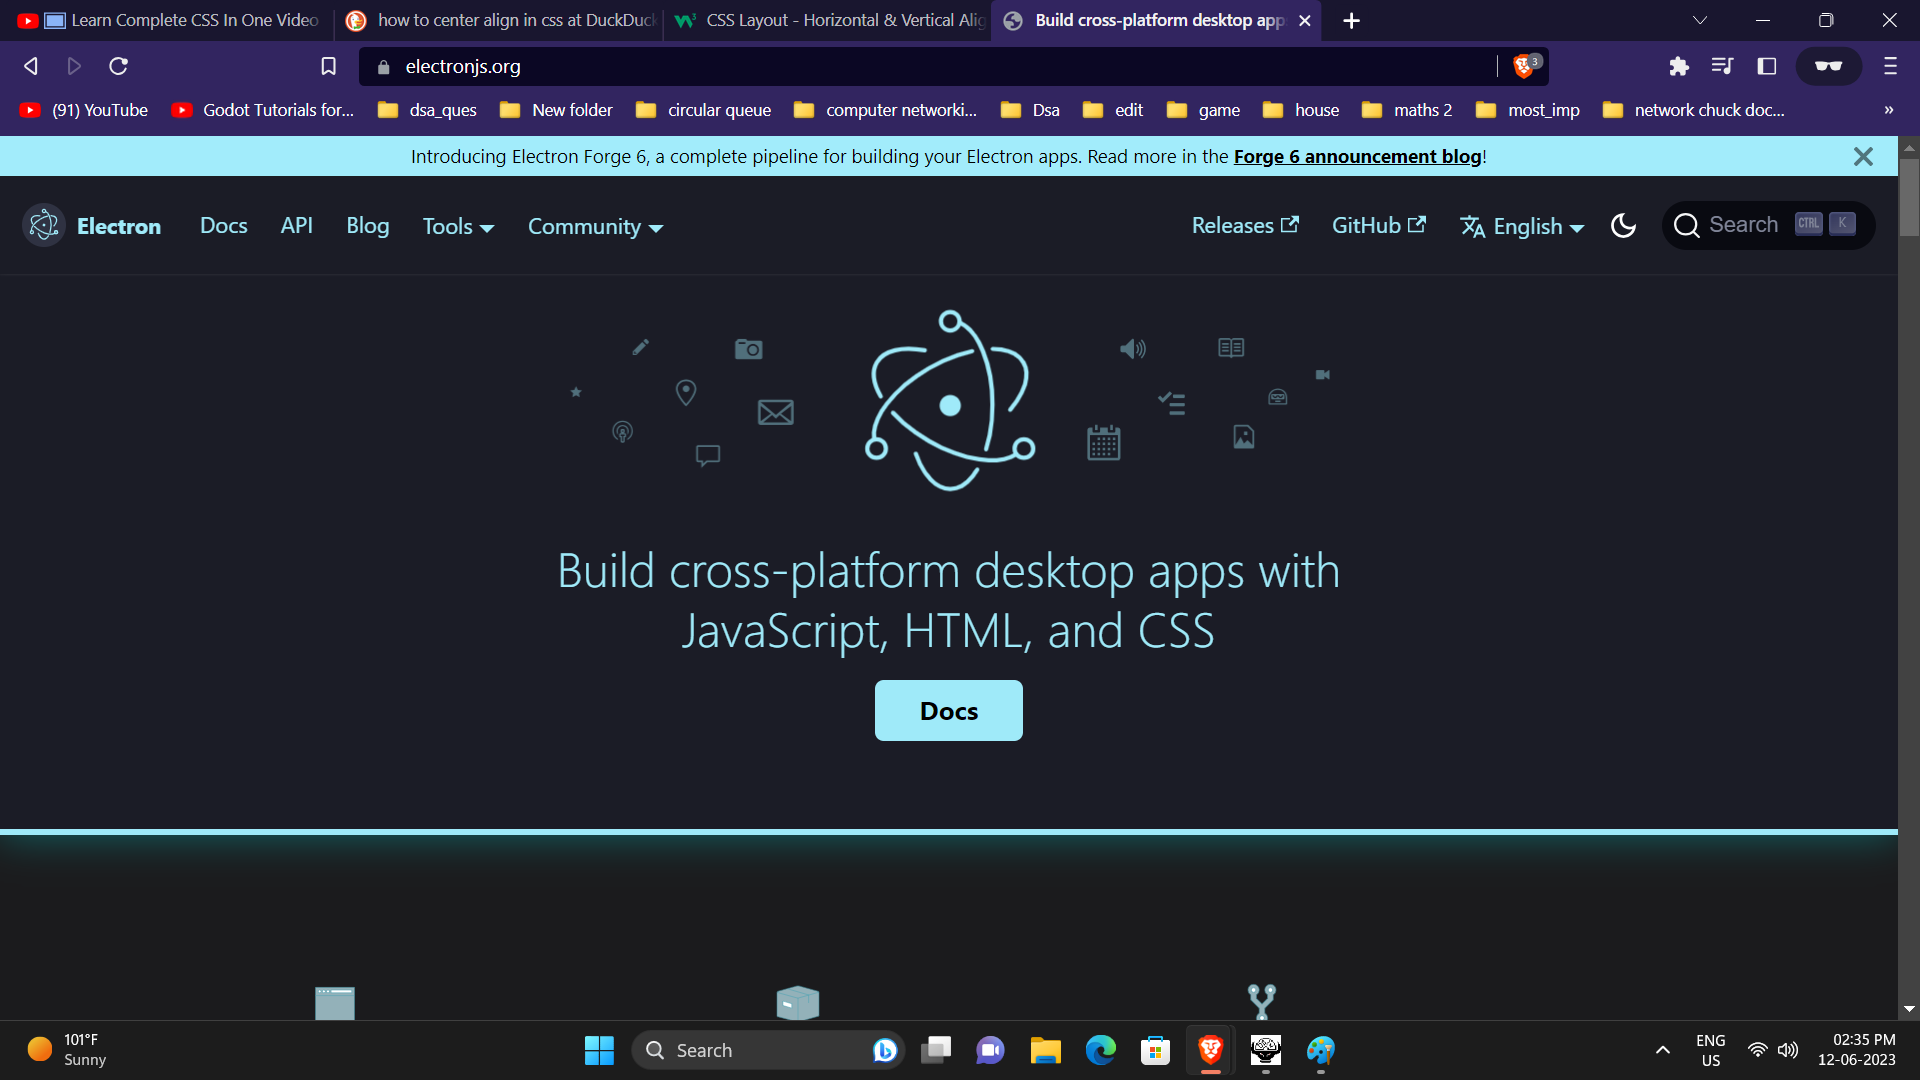 Learn Complete CSS In One Video
how to center align in css at DuckDuck
CSS Layout - Horizontal & Vertical Alig
Build cross-platform desktop app
electronjs.org
3
(91) YouTube
Godot Tutorials for...
dsa_ques
New folder
circular queue
computer networki...
Dsa
edit
game
house
maths 2
most_imp
network chuck doc...
»
Introducing Electron Forge 6, a complete pipeline for building your Electron apps. Read more in the Forge 6 announcement blog!
Electron
Docs
API
Blog
Tools
Community
Releases
GitHub
English
Search
CTRL
K
Build cross-platform desktop apps with
JavaScript, HTML, and CSS
Docs
101°F
Sunny
Search
ENG
US
02:35 PM
12-06-2023